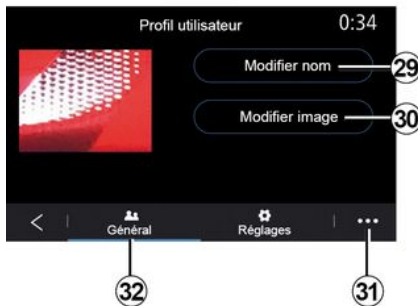 Profil utilisateur 0:34
Modifier nom 29
Modifier image 30
Général Réglages
32 31